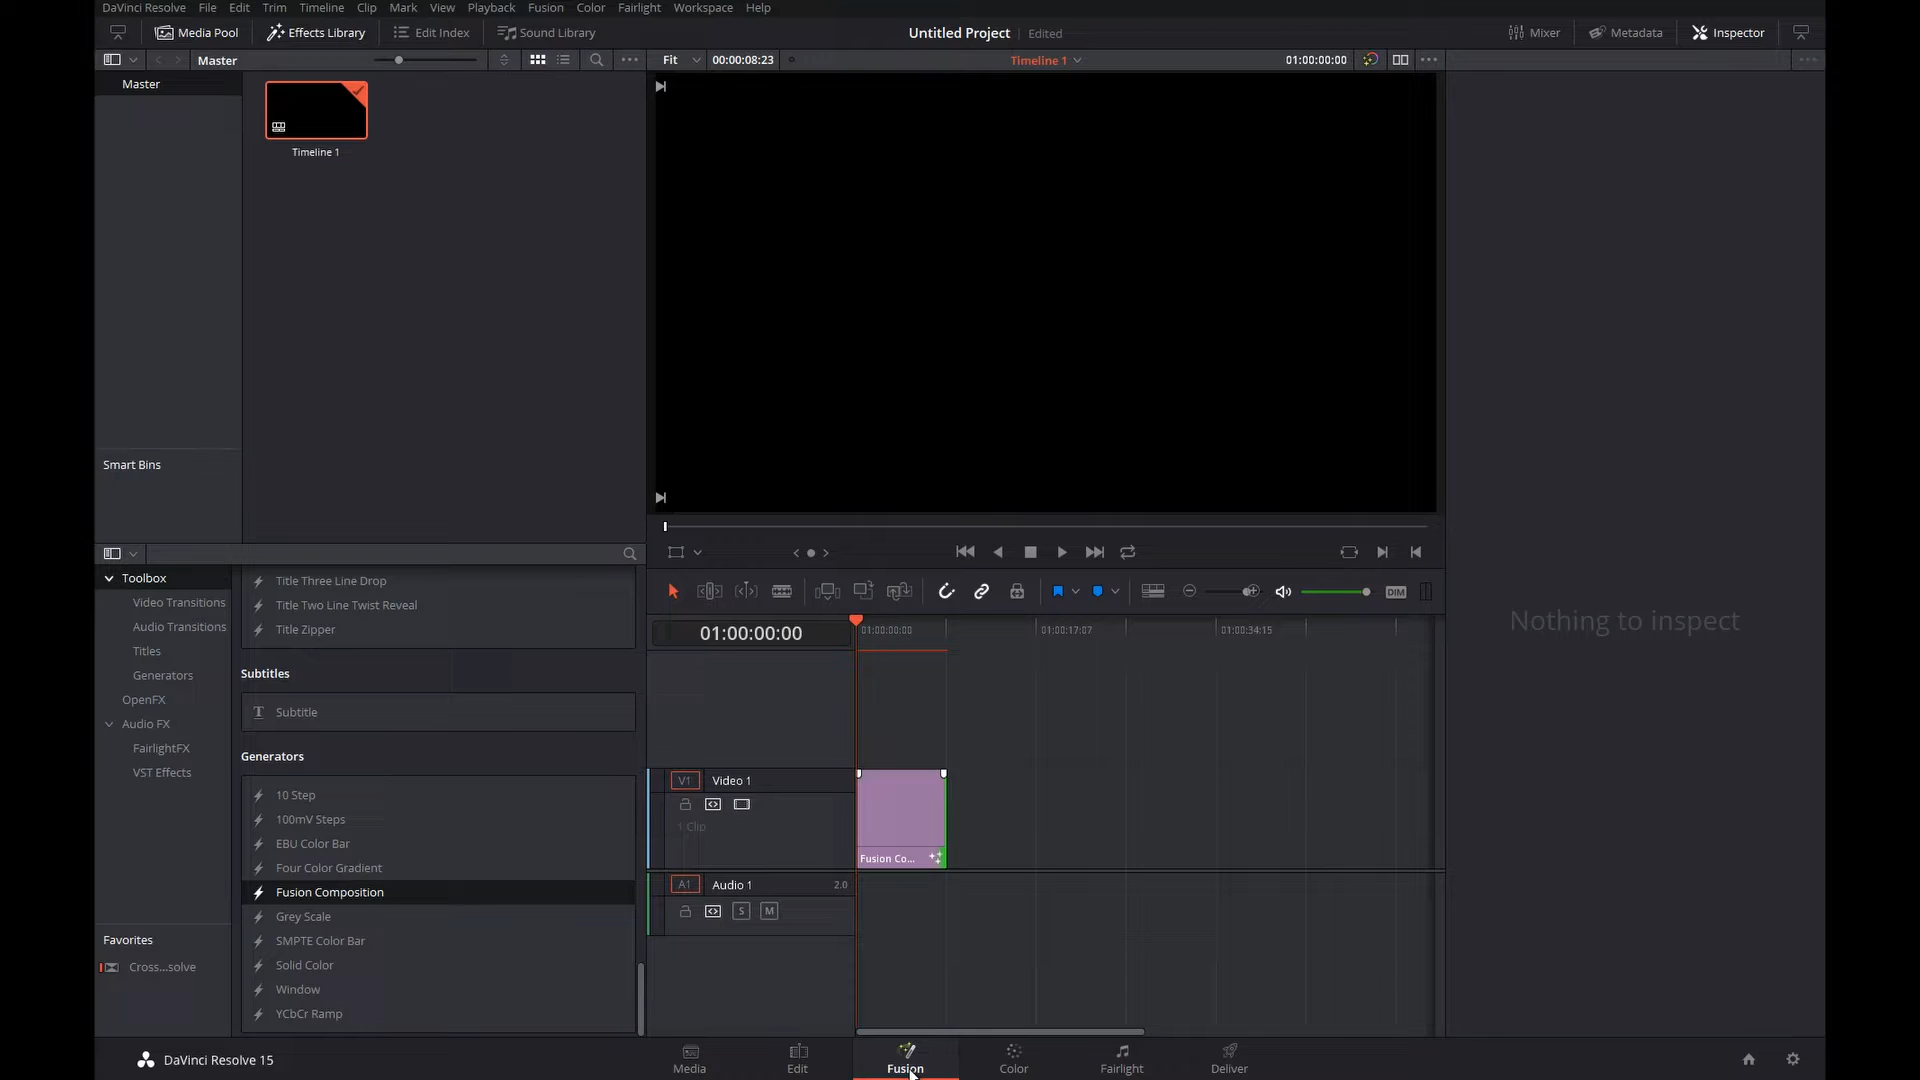 DaVinci Resolve File Edit Trim Timeline Clip Mark View Playback Fusion Color Fairlight Workspace Help
Media Pool Effects Library Edit Index Sound Library Untitled Project Edited Mixer Metadata Inspector
Master Fit 00:00:08:23 Timeline 1 01:00:00:00
Master
Timeline 1
Smart Bins
Toolbox
Video Transitions
Audio Transitions
Titles
Generators
OpenFX
Audio FX
FairlightFX
VST Effects
Favorites
Cross...solve
Title Three Line Drop
Title Two Line Twist Reveal
Title Zipper
Subtitles
T Subtitle
Generators
10 Step
100mV Steps
EBU Color Bar
Four Color Gradient
Fusion Composition
Grey Scale
SMPTE Color Bar
Solid Color
Window
YCbCr Ramp
DIM
01:00:00:00 01:00:00:00 01:00:17:07 01:00:34:15
V1 Video 1
1 Clip
Fusion Co...
A1 Audio 1 2.0
S M
Nothing to inspect
DaVinci Resolve 15
Media Edit Fusion Color Fairlight Deliver